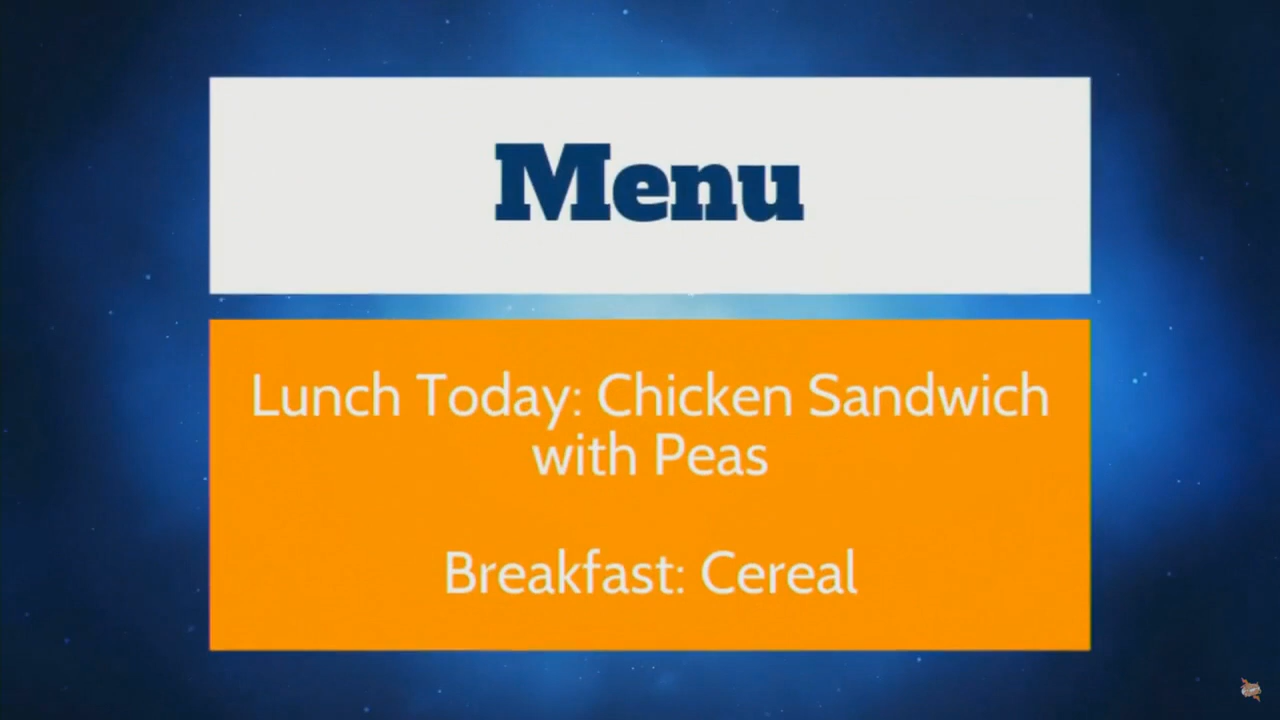 Menu
Lunch Today: Chicken Sandwich
with Peas
Breakfast: Cereal